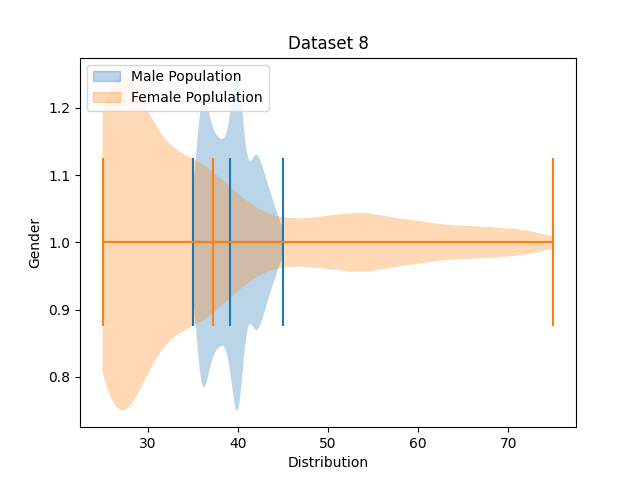 Dataset 8
Male Population
Female Poplulation
1.2
1.1
1.0
0.9
0.8
Gender
30 40 50 60 70
Distribution